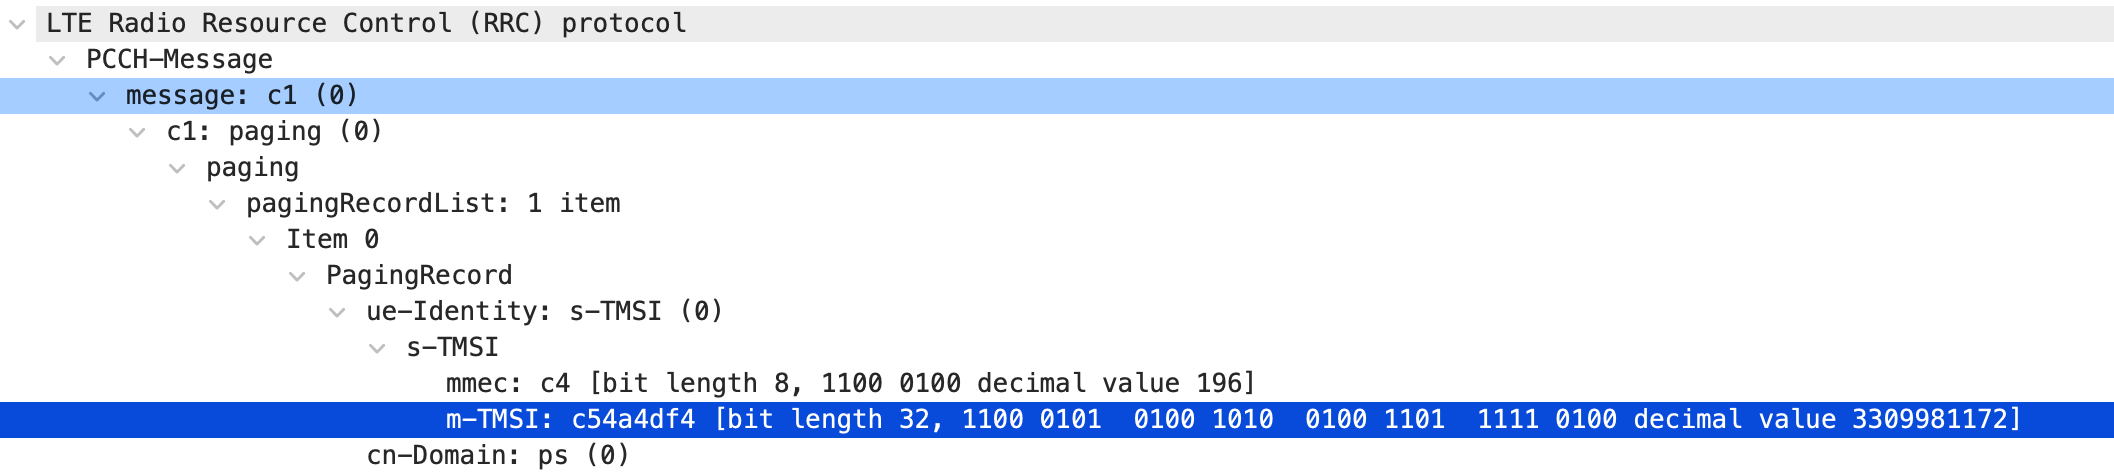 LTE Radio Resource Control (RRC) protocol
PCCH-Message
message: c1 (0)
c1: paging (0)
paging
pagingRecordList: 1 item
Item 0
PagingRecord
ue-Identity: s-TMSI (0)
s-TMSI
mmec: c4 [bit length 8, 1100 0100 decimal value 196]
m-TMSI: c54a4df4 [bit length 32, 1100 0101  0100 1010  0100 1101  1111 0100 decimal value 3309981172]
cn-Domain: ps (0)